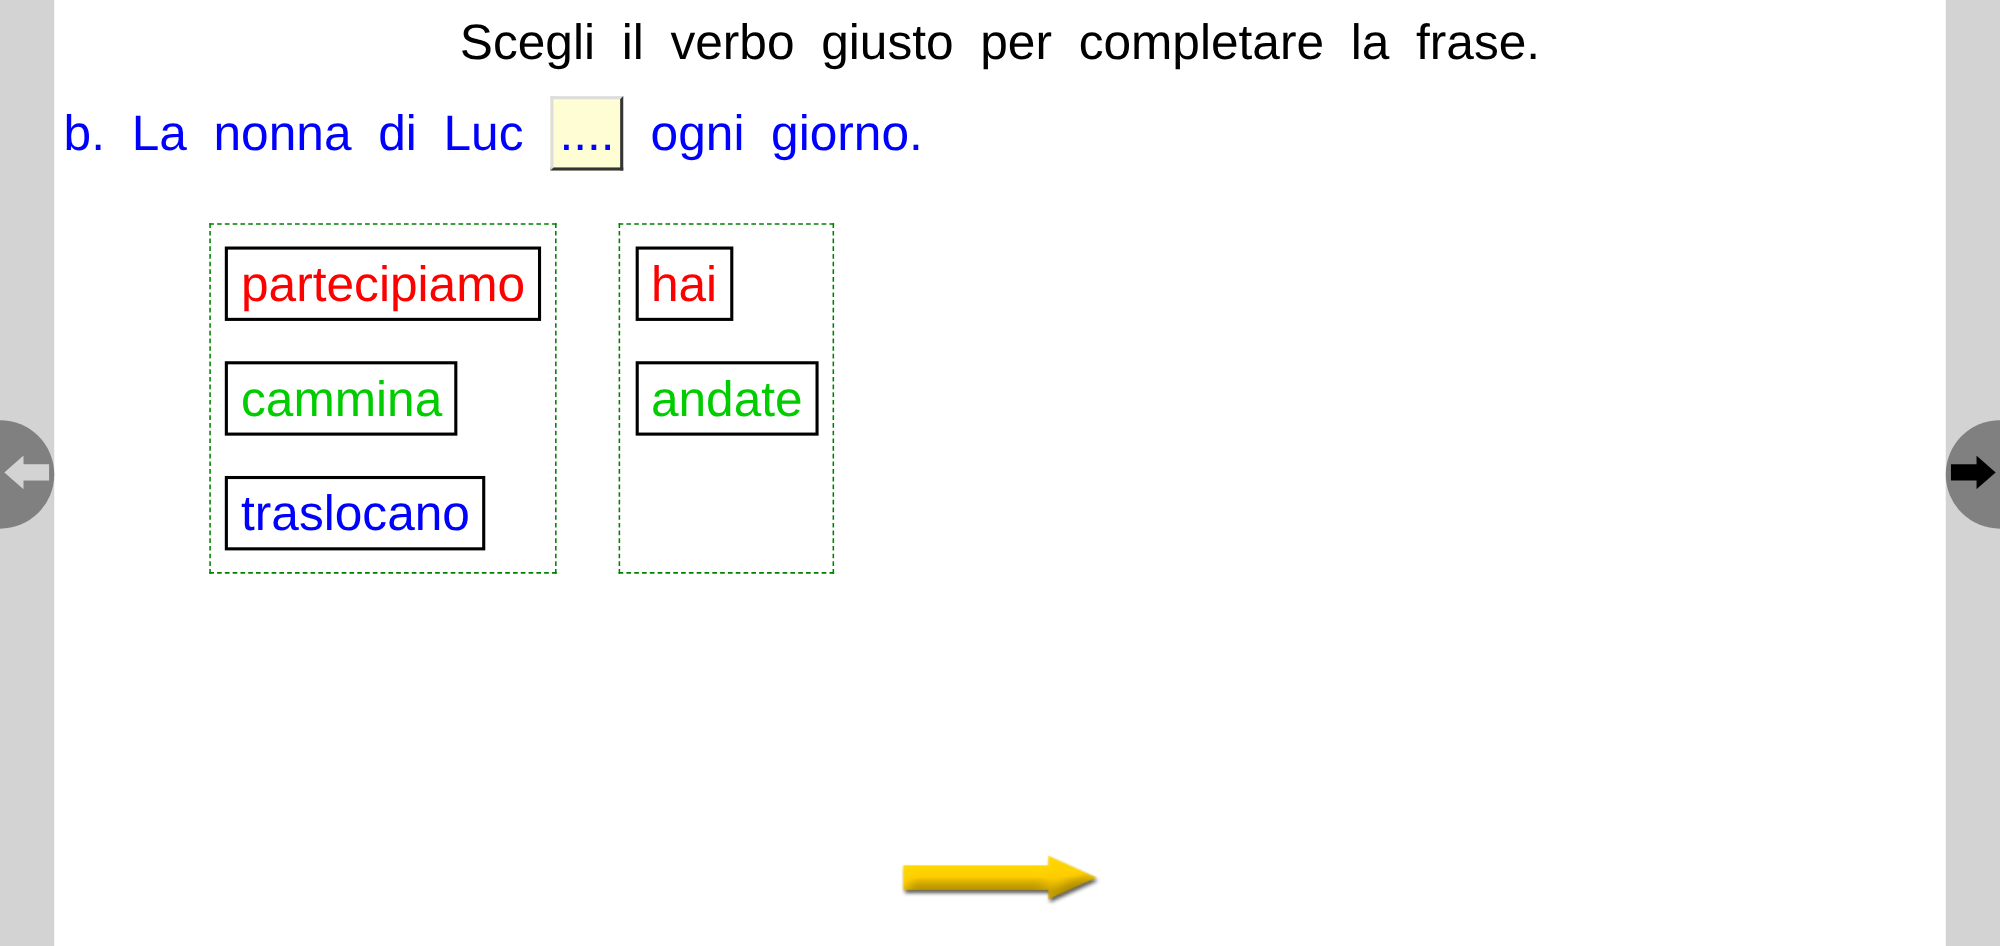 Scegli il verbo giusto per completare la frase.
b. La nonna di Luc .... ogni giorno.
partecipiamo
cammina
traslocano
hai
andate